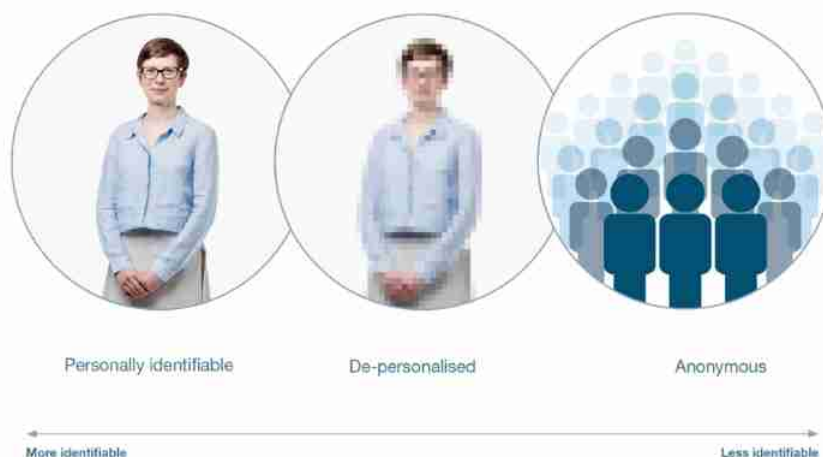 Personally identifiable
De-personalised
Anonymous
More identifiable
Less identifiable